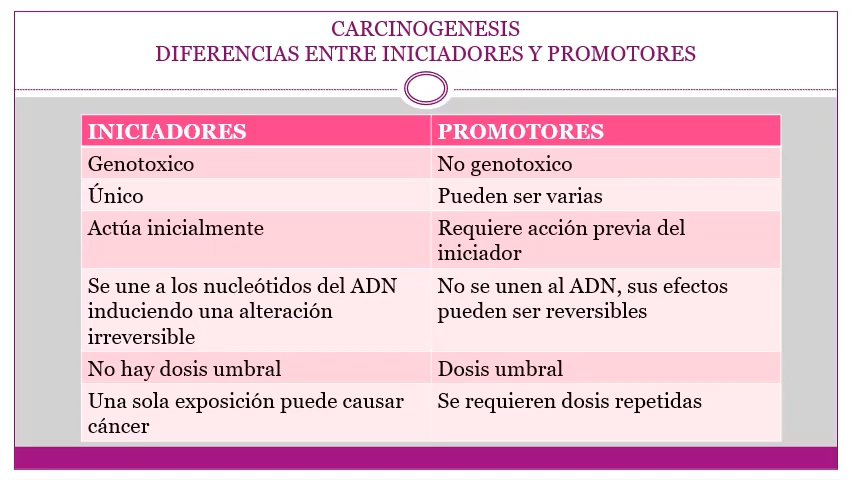 CARCINOGENESIS
DIFERENCIAS ENTRE INICIADORES Y PROMOTORES
INICIADORES
PROMOTORES
Genotoxico
No genotoxico
Único
Pueden ser varias
Actúa inicialmente
Requiere acción previa del
iniciador
Se une a los nucleótidos del ADN
induciendo una alteración
irreversible
No se unen al ADN, sus efectos
pueden ser reversibles
No hay dosis umbral
Dosis umbral
Una sola exposición puede causar
cáncer
Se requieren dosis repetidas